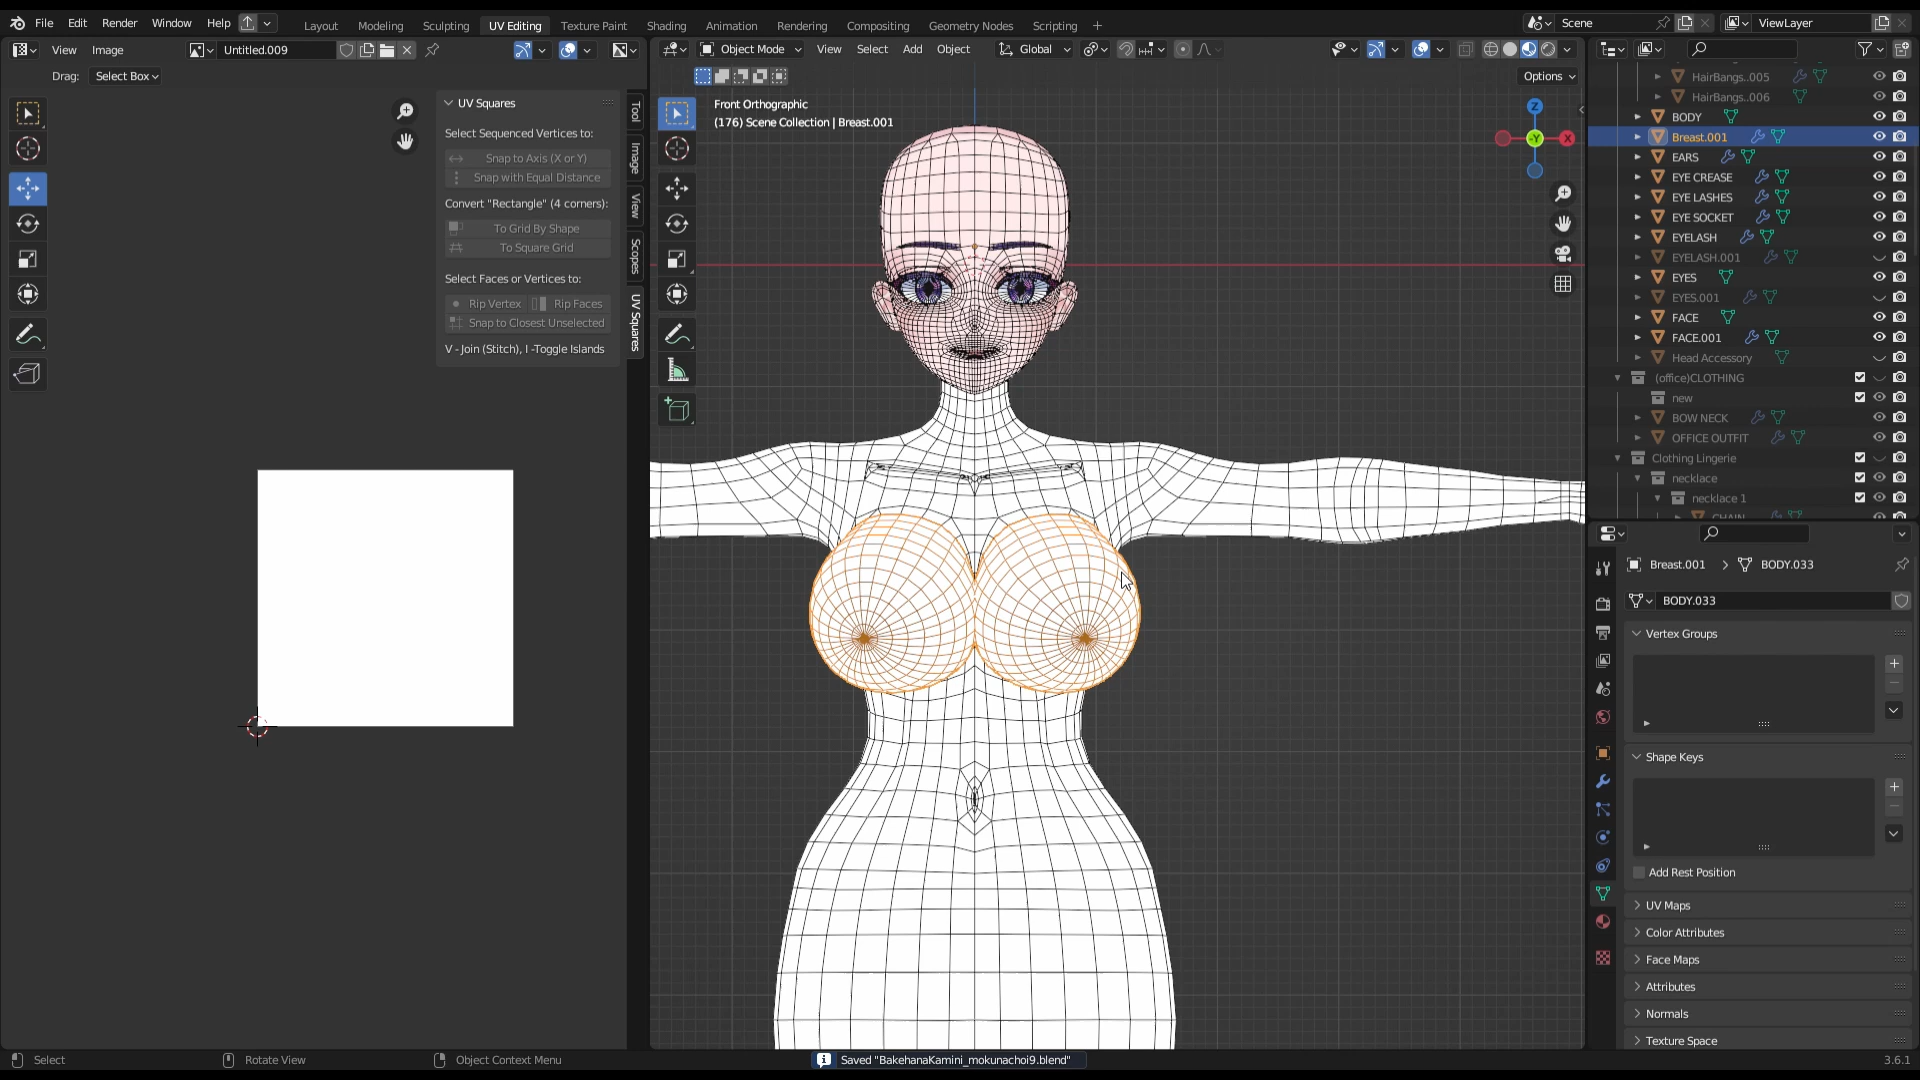 File Edit Render Window Help
Layout Modeling Sculpting UV Editing Texture Paint Shading Animation Rendering Compositing Geometry Nodes Scripting +
Scene
ViewLayer
View Image
Untitled.009
Object Mode View Select Add Object
Global
Drag: Select Box
Options
UV Squares
Select Sequenced Vertices to:
Snap to Axis (X or Y)
Snap with Equal Distance
Convert "Rectangle" (4 corners):
To Grid By Shape
To Square Grid
Select Faces or Vertices to:
Rip Vertex
Rip Faces
Snap to Closest Unselected
V - Join (Stitch), I -Toggle Islands
Tool
Image
View
Scopes
UV Squares
Front Orthographic
(176) Scene Collection | Breast.001
Z
-Y
X
HairBangs..005
HairBangs..006
BODY
Breast.001
EARS
EYE CREASE
EYE LASHES
EYE SOCKET
EYELASH
EYELASH.001
EYES
EYES.001
FACE
FACE.001
Head Accessory
(office)CLOTHING
new
BOW NECK
OFFICE OUTFIT
Clothing Lingerie
necklace
necklace 1
CHAIN
Breast.001 > BODY.033
BODY.033
Vertex Groups
Shape Keys
Add Rest Position
UV Maps
Color Attributes
Face Maps
Attributes
Normals
Texture Space
Select
Rotate View
Object Context Menu
Saved "BakehanaKamini_mokunachoi9.blend"
3.6.1